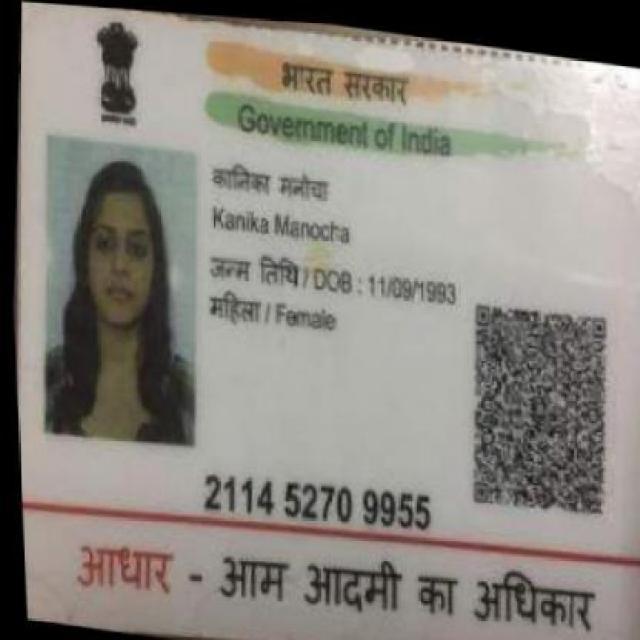 भारत सरकार
Government of India
कानिका मनोचा
Kanika Manocha
जन्म तिथि / DOB : 11/09/1993
महिला / Female
2114 5270 9955
आधार - आम आदमी का अधिकार